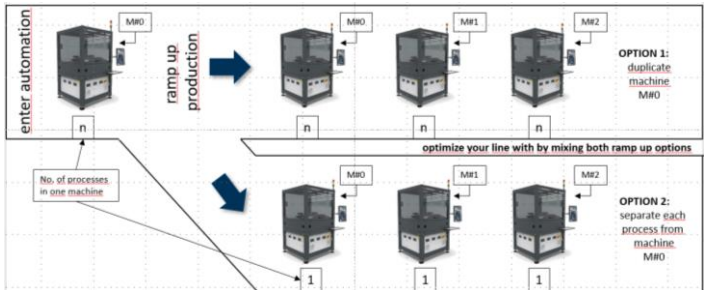 enter automation
M#0
n
No. of processes
in one machine
ramp up
production
M#0
M#1
M#2
n
n
n
OPTION 1:
duplicate
machine
M#0
optimize your line with by mixing both ramp up options
M#0
M#1
M#2
1
1
1
OPTION 2:
separate each
process from
machine
M#0